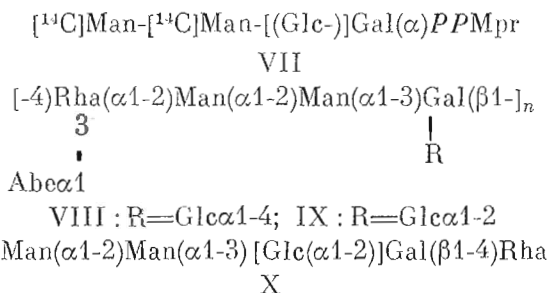 [¹⁴C]Man-[¹⁴C]Man-[(Glc-)]Gal(α)PPMpr
VII
[-4)Rha(α1-2)Man(α1-2)Man(α1-3)Gal(β1-]n
3
R
Abeα1
VIII : R=Glcα1-4; IX : R=Glcα1-2
Man(α1-2)Man(α1-3) [Glc(α1-2)]Gal(β1-4)Rha
X